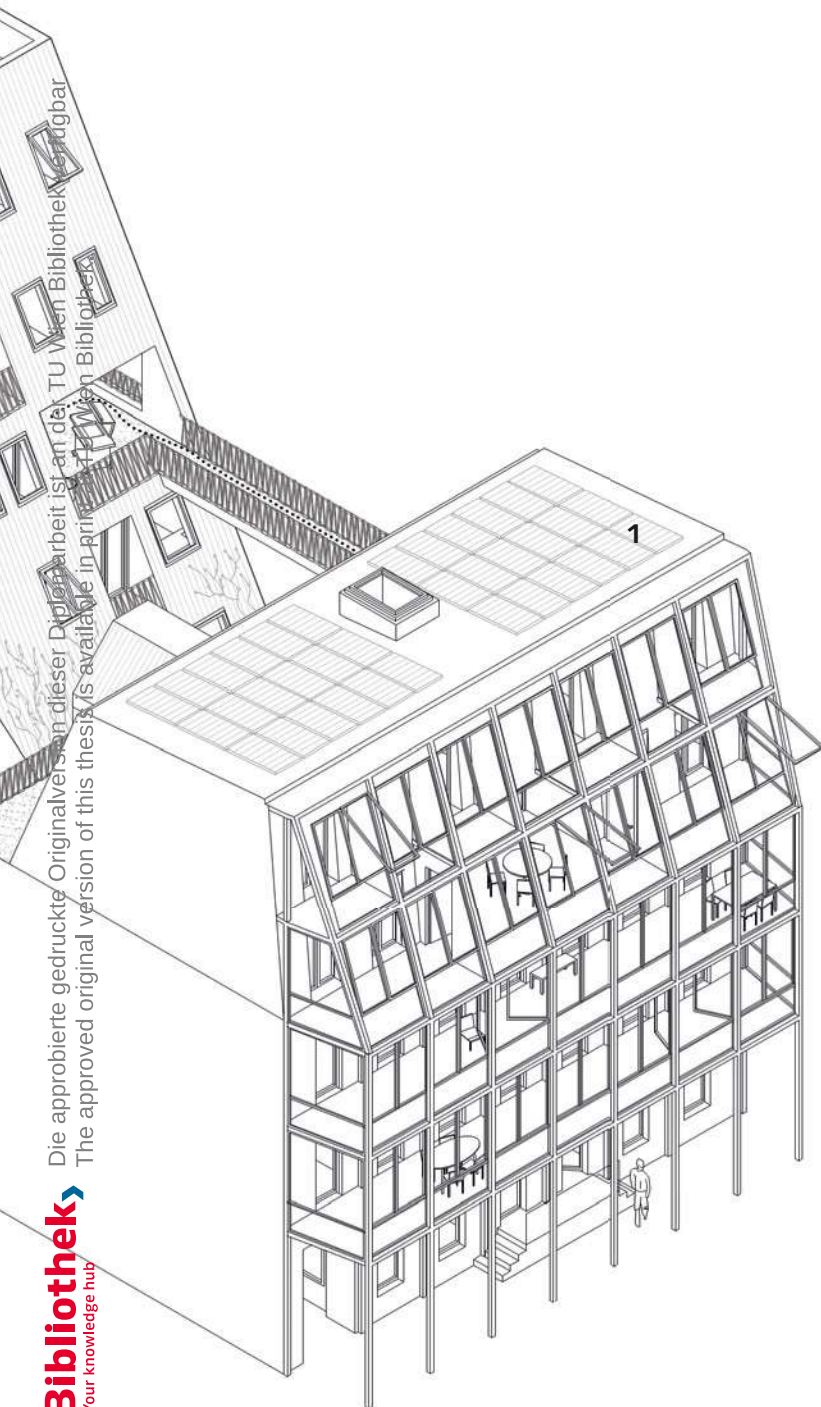 1
Die approbierte gedruckte Originalversion dieser Diplomarbeit ist an der TU Wien Bibliothek verfügbar
The approved original version of this thesis is available in print at TU Wien Bibliothek.
Bibliothek
Your knowledge hub